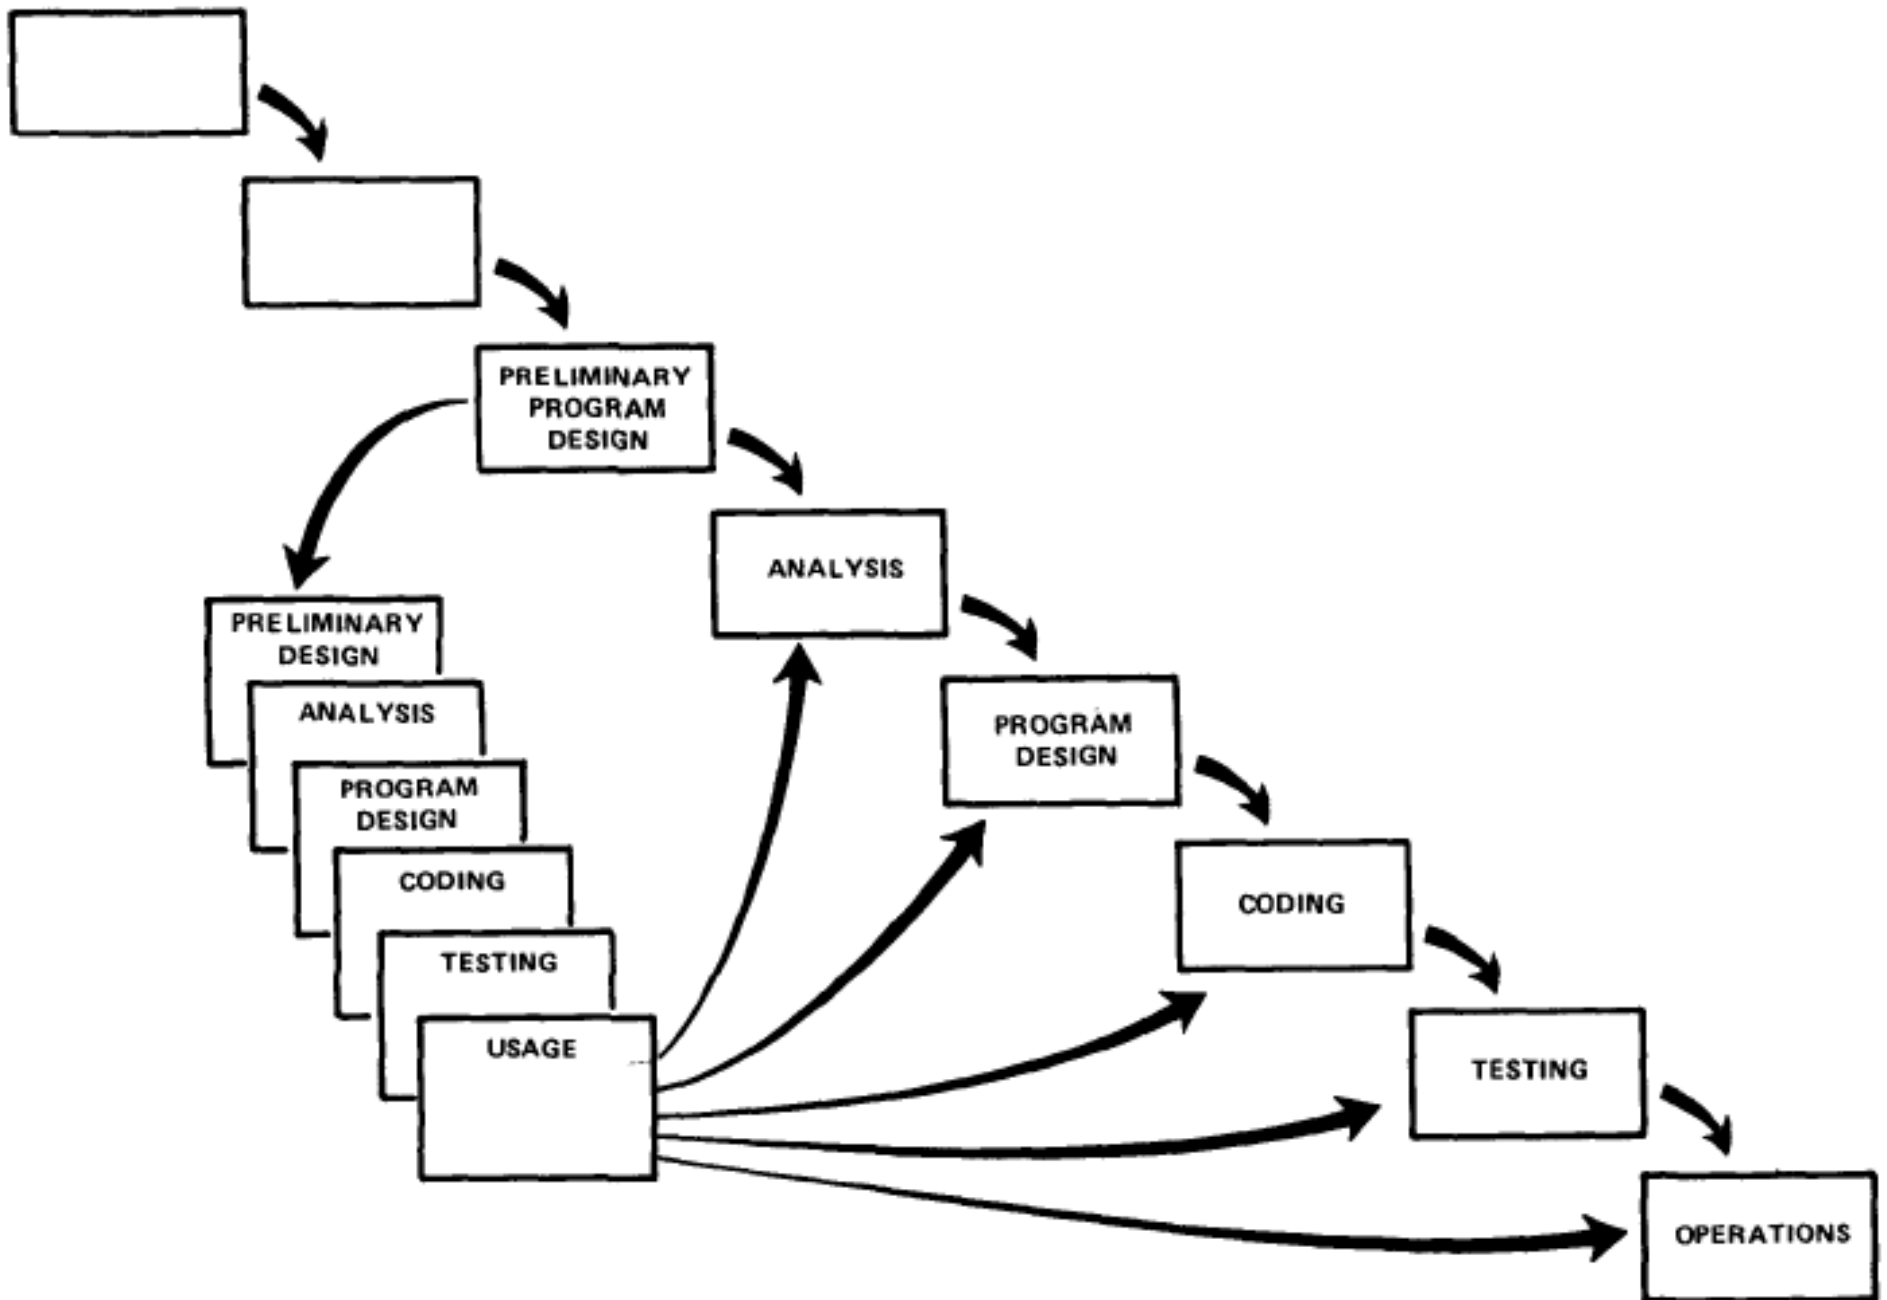 PRELIMINARY
PROGRAM
DESIGN
ANALYSIS
PROGRAM
DESIGN
CODING
TESTING
OPERATIONS
PRELIMINARY
DESIGN
ANALYSIS
PROGRAM
DESIGN
CODING
TESTING
USAGE